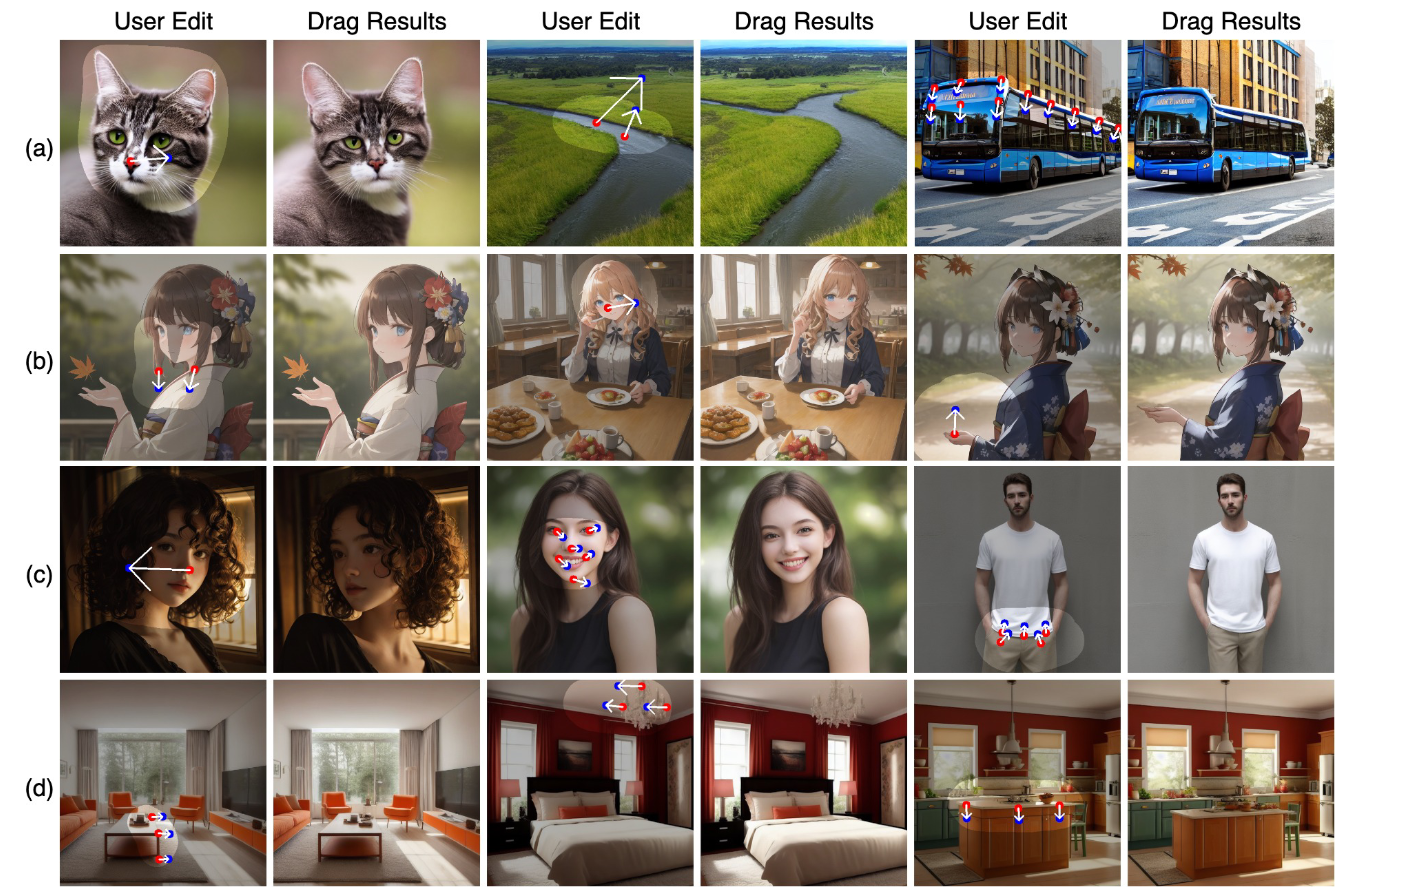 User Edit Drag Results User Edit Drag Results User Edit Drag Results
(a)
(b)
(c)
(d)